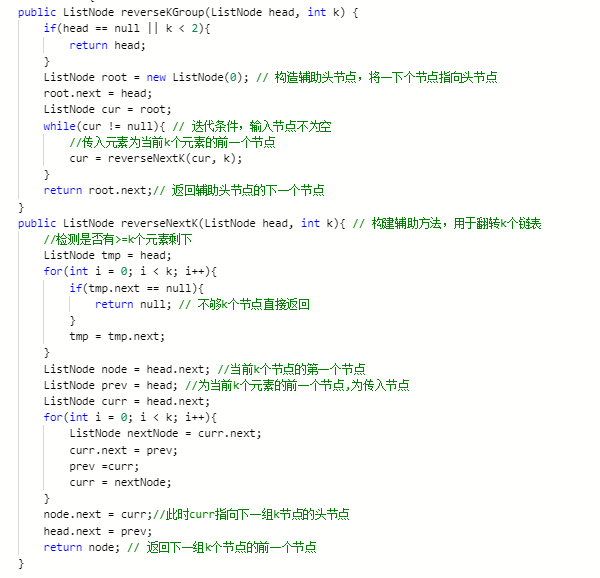 public ListNode reverseKGroup(ListNode head, int k) {
    if(head == null || k < 2){
        return head;
    }
    ListNode root = new ListNode(0); // 构造辅助头节点，将一下个节点指向头节点
    root.next = head;
    ListNode cur = root;
    while(cur != null){ // 迭代条件，输入节点不为空
        //传入元素为当前k个元素的前一个节点
        cur = reverseNextK(cur, k);
    }
    return root.next;// 返回辅助头节点的下一个节点
}
public ListNode reverseNextK(ListNode head, int k){ // 构建辅助方法，用于翻转k个链表
    //检测是否有>=k个元素剩下
    ListNode tmp = head;
    for(int i = 0; i < k; i++){
        if(tmp.next == null){
            return null; // 不够k个节点直接返回
        }
        tmp = tmp.next;
    }
    ListNode node = head.next; //当前k个节点的第一个节点
    ListNode prev = head; //为当前k个元素的前一个节点,为传入节点
    ListNode curr = head.next;
    for(int i = 0; i < k; i++){
        ListNode nextNode = curr.next;
        curr.next = prev;
        prev =curr;
        curr = nextNode;
    }
    node.next = curr;//此时curr指向下一组k节点的头节点
    head.next = prev;
    return node; // 返回下一组k个节点的前一个节点
}